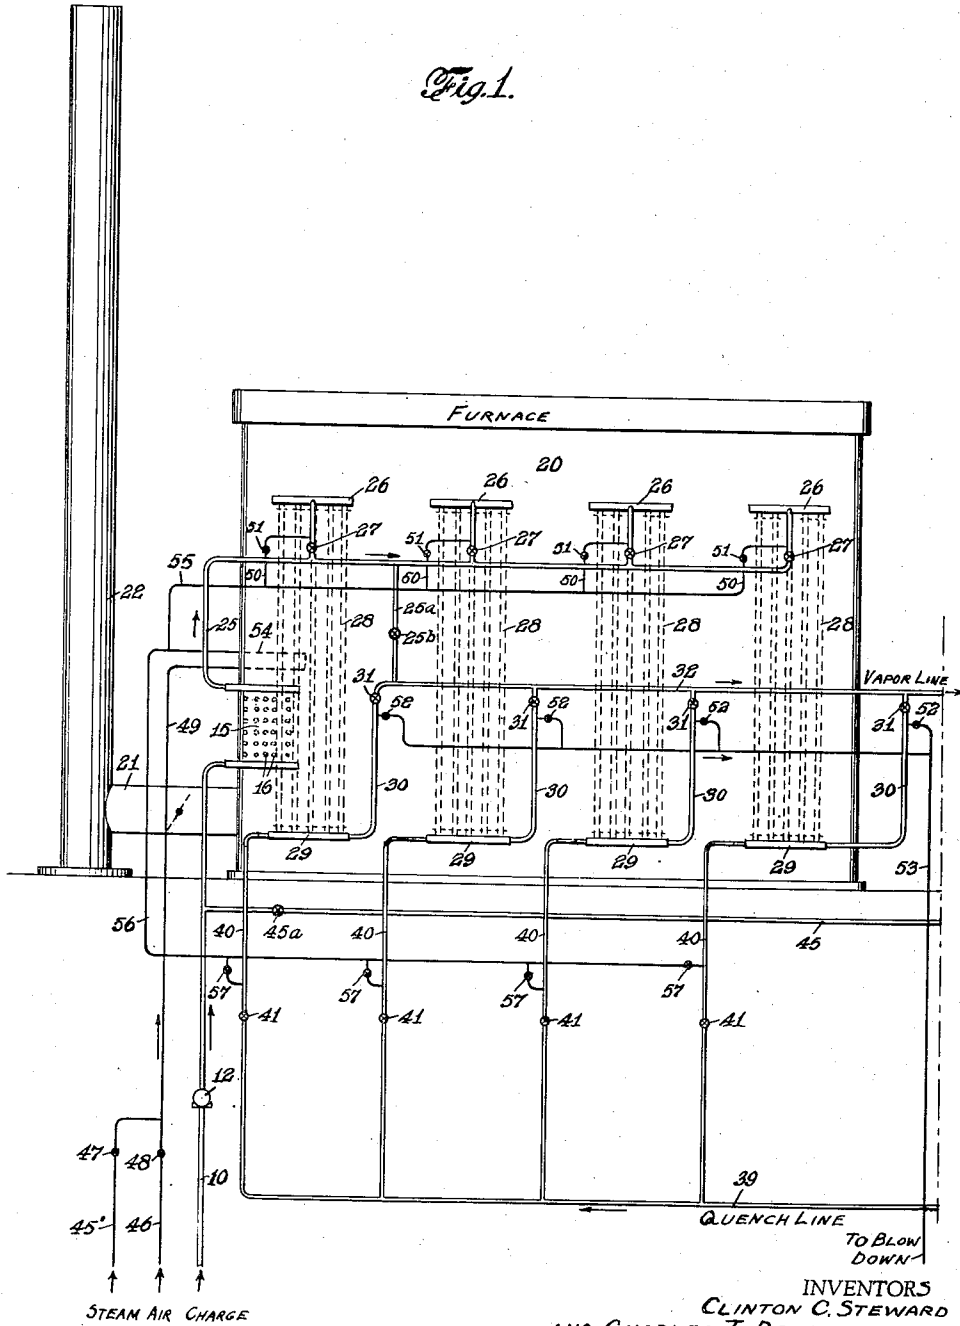 Fig. 1.
FURNACE
20
26 26 26 26
51 27 51 27 51 27 51 27
55 50 50 50 50
22 25 54 28 25a 25b 28 28 28
31 32 VAPOR LINE
52 31 52 31 52 31 52
49 15
21 16 30 30 30 30
29 29 29 29 53
56 40 45a 40 40 40 45
57 57 57 57
41 41 41 41
12
47 48 10 39
QUENCH LINE
45' 46
TO BLOW
DOWN
INVENTORS
STEAM AIR CHARGE
CLINTON C. STEWARD